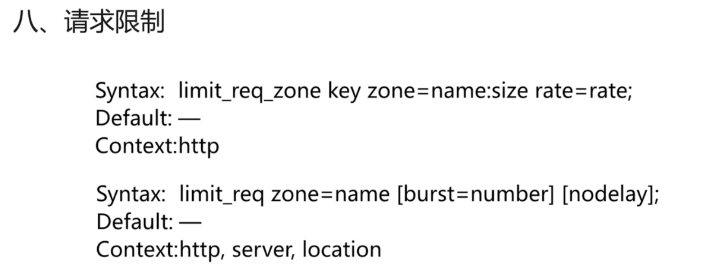 八、请求限制
Syntax: limit_req_zone key zone=name:size rate=rate;
Default: —
Context:http
Syntax: limit_req zone=name [burst=number] [nodelay];
Default: —
Context:http, server, location